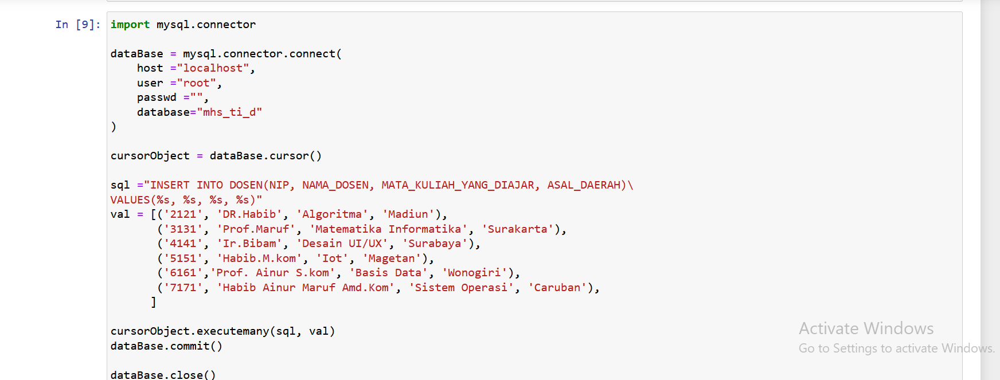 In [9]: import mysql.connector
dataBase = mysql.connector.connect(
host ="localhost",
user ="root",
passwd ="",
database="mhs_ti_d"
)
cursorObject = dataBase.cursor()
sql ="INSERT INTO DOSEN(NIP, NAMA_DOSEN, MATA_KULIAH_YANG_DIAJAR, ASAL_DAERAH)\
VALUES(%s, %s, %s, %s)"
val = [('2121', 'DR.Habib', 'Algoritma', 'Madiun'),
('3131', 'Prof.Maruf', 'Matematika Informatika', 'Surakarta'),
('4141', 'Ir.Bibam', 'Desain UI/UX', 'Surabaya'),
('5151', 'Habib.M.kom', 'Iot', 'Magetan'),
('6161','Prof. Ainur S.kom', 'Basis Data', 'Wonogiri'),
('7171', 'Habib Ainur Maruf Amd.Kom', 'Sistem Operasi', 'Caruban'),
]
cursorObject.executemany(sql, val)
dataBase.commit()
dataBase.close()
Activate Windows
Go to Settings to activate Windows.